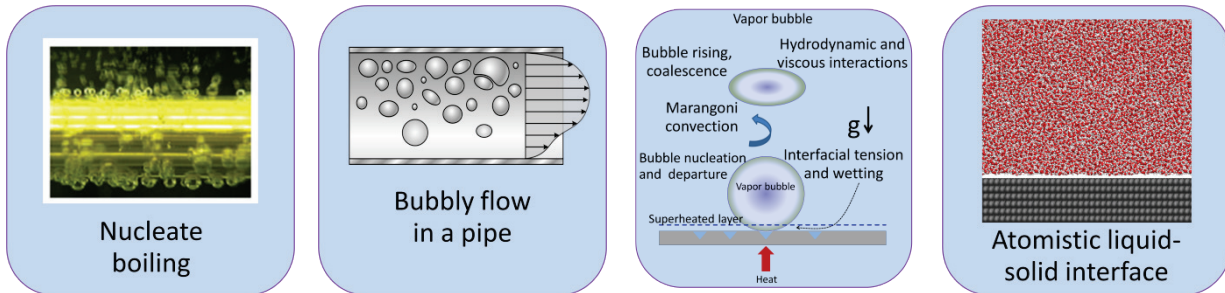 Nucleate
boiling
Bubbly flow
in a pipe
Vapor bubble
Bubble rising,
coalescence
Hydrodynamic and
viscous interactions
Marangoni
convection
g
Bubble nucleation
and departure
Interfacial tension
and wetting
Vapor bubble
Superheated layer
Heat
Atomistic liquid-
solid interface